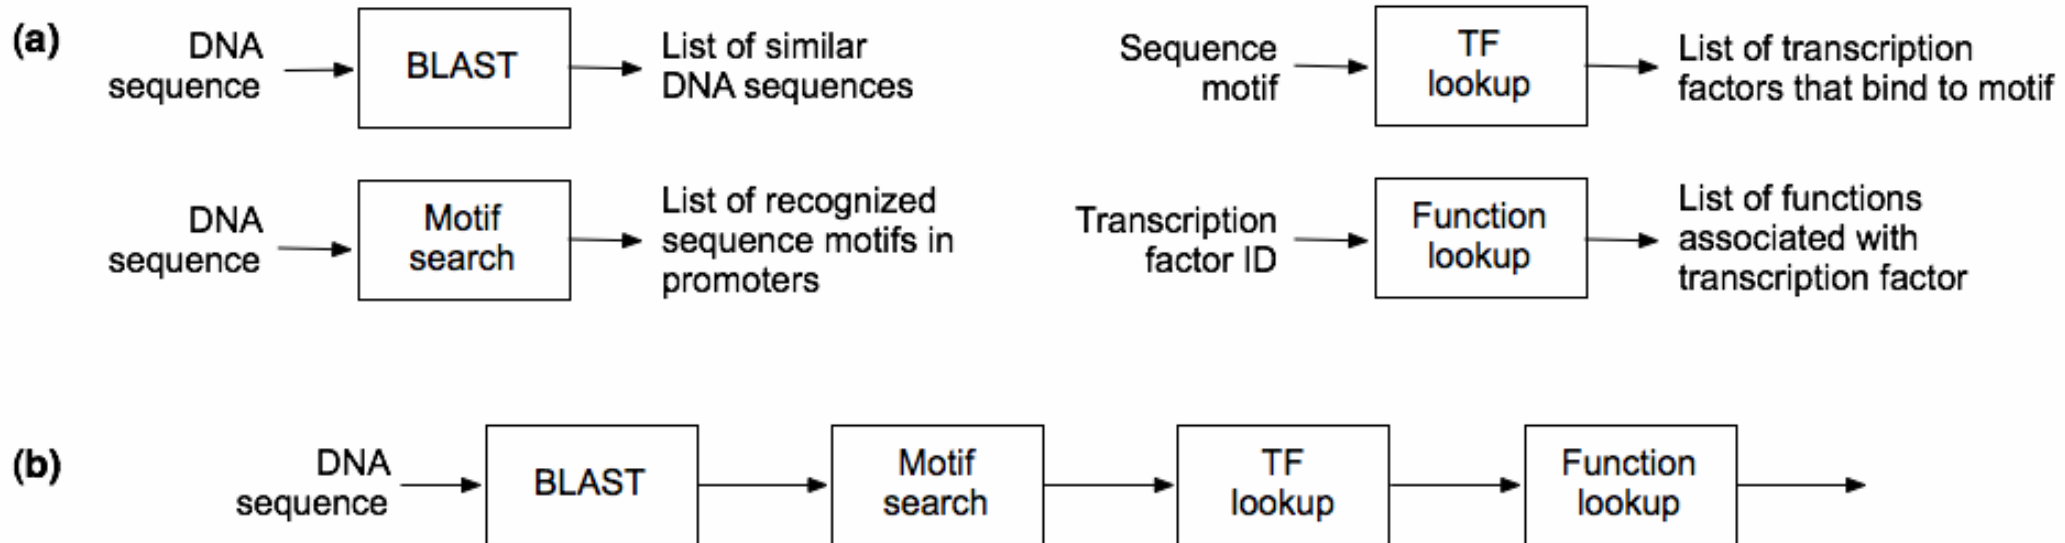 (a)
DNA
sequence
BLAST
List of similar
DNA sequences
Sequence
motif
TF
lookup
List of transcription
factors that bind to motif
DNA
sequence
Motif
search
List of recognized
sequence motifs in
promoters
Transcription
factor ID
Function
lookup
List of functions
associated with
transcription factor
(b)
DNA
sequence
BLAST
Motif
search
TF
lookup
Function
lookup